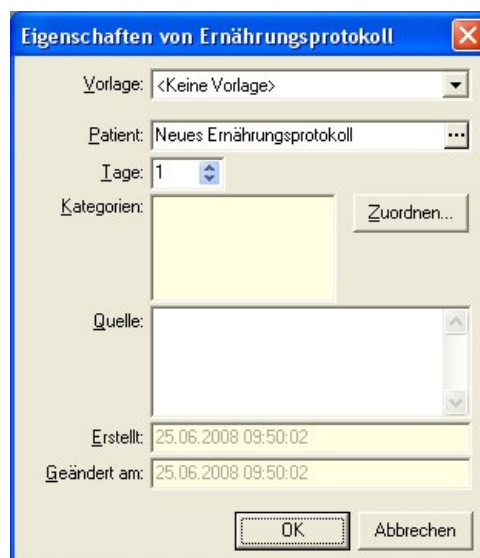 Eigenschaften von Ernährungsprotokoll
Vorlage: <Keine Vorlage>
Patient: Neues Ernährungsprotokoll
Tage: 1
Kategorien: Zuordnen...
Quelle:
Erstellt: 25.06.2008 09:50:02
Geändert am: 25.06.2008 09:50:02
OK Abbrechen